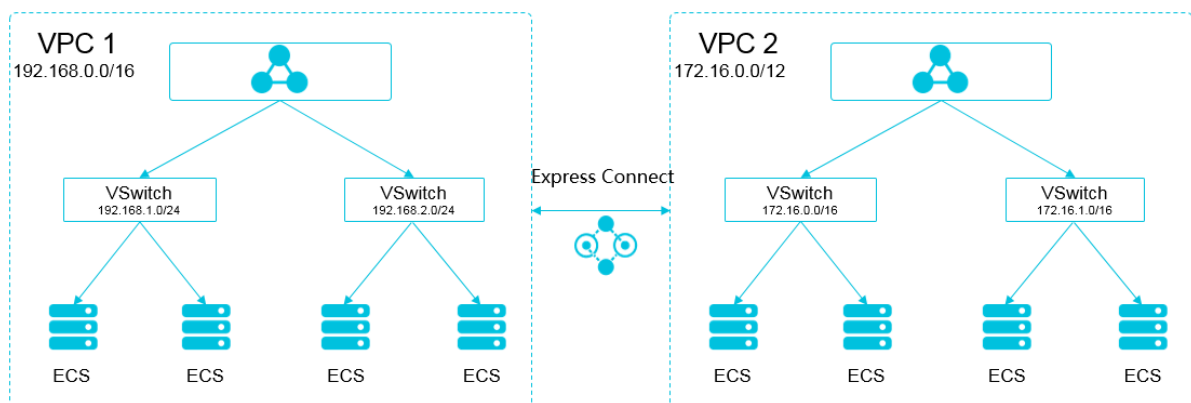 VPC 1
192.168.0.0/16
VPC 2
172.16.0.0/12
VSwitch
192.168.1.0/24
VSwitch
192.168.2.0/24
Express Connect
VSwitch
172.16.0.0/16
VSwitch
172.16.1.0/16
ECS
ECS
ECS
ECS
ECS
ECS
ECS
ECS